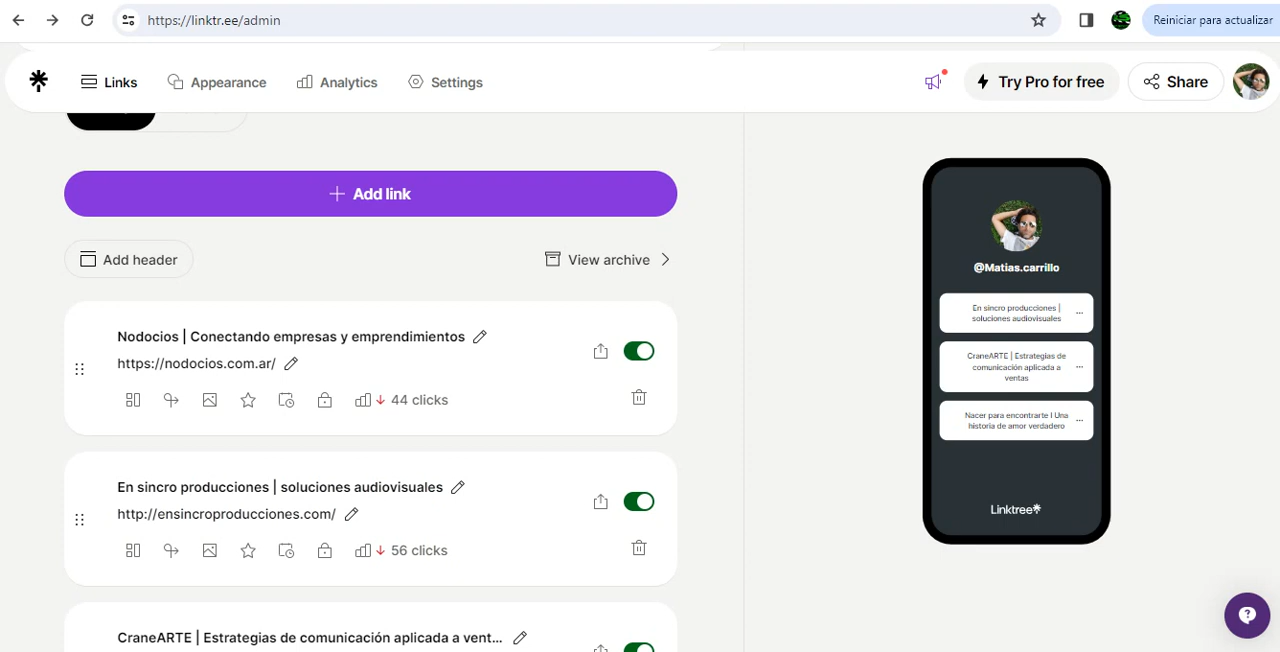 https://linktr.ee/admin
Reiniciar para actualizar
Links
Appearance
Analytics
Settings
Try Pro for free
Share
Add link
Add header
View archive
Nodocios | Conectando empresas y emprendimientos
https://nodocios.com.ar/
44 clicks
En sincro producciones | soluciones audiovisuales
http://ensincroproducciones.com/
56 clicks
CraneARTE | Estrategias de comunicación aplicada a vent...
@Matias.carrillo
En sincro producciones |
soluciones audiovisuales
CraneARTE | Estrategias de
comunicación aplicada a
ventas
Nacer para encontrarte I Una
historia de amor verdadero
Linktree